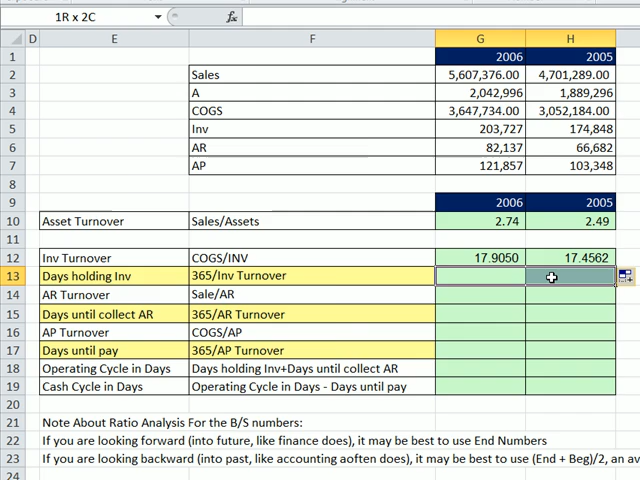 1R x 2C fx
D E F G H
1 2006 2005
2 Sales 5,607,376.00 4,701,289.00
3 A 2,042,996 1,889,296
4 COGS 3,647,734.00 3,052,184.00
5 Inv 203,727 174,848
6 AR 82,137 66,682
7 AP 121,857 103,348
8
9 2006 2005
10 Asset Turnover Sales/Assets 2.74 2.49
11
12 Inv Turnover COGS/INV 17.9050 17.4562
13 Days holding Inv 365/Inv Turnover
14 AR Turnover Sale/AR
15 Days until collect AR 365/AR Turnover
16 AP Turnover COGS/AP
17 Days until pay 365/AP Turnover
18 Operating Cycle in Days Days holding Inv+Days until collect AR
19 Cash Cycle in Days Operating Cycle in Days - Days until pay
20
21 Note About Ratio Analysis For the B/S numbers:
22 If you are looking forward (into future, like finance does), it may be best to use End Numbers
23 If you are looking backward (into past, like accounting aoften does), it may be best to use (End + Beg)/2, an av
24